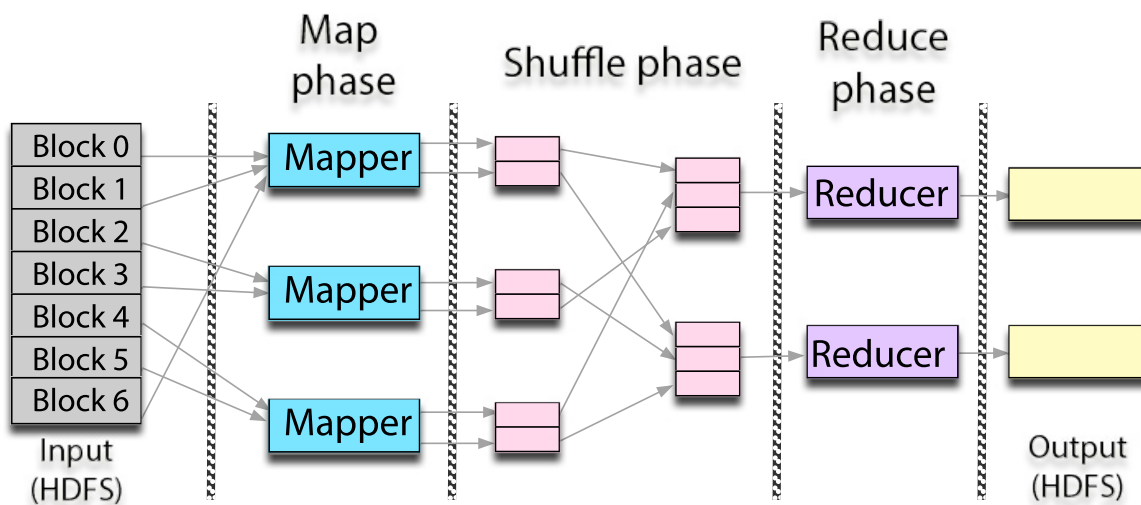 Map
phase
Shuffle phase
Reduce
phase
Block 0
Block 1
Block 2
Block 3
Block 4
Block 5
Block 6
Input
(HDFS)
Mapper
Mapper
Mapper
Reducer
Reducer
Output
(HDFS)